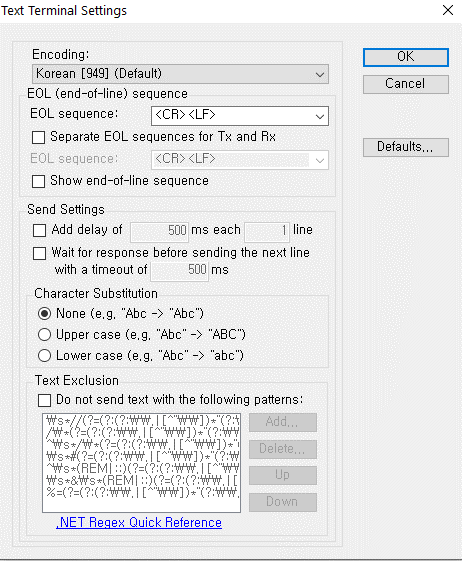 Text Terminal Settings
Encoding:
Korean [949] (Default)
OK
Cancel
Defaults...
EOL (end-of-line) sequence
EOL sequence: <CR><LF>
Separate EOL sequences for Tx and Rx
EOL sequence: <CR><LF>
Show end-of-line sequence
Send Settings
Add delay of 500 ms each 1 line
Wait for response before sending the next line
with a timeout of 500 ms
Character Substitution
None (e.g. "Abc -> "Abc")
Upper case (e.g. "Abc" -> "ABC")
Lower case (e.g. "Abc" -> "abc")
Text Exclusion
Do not send text with the following patterns:
₩s*//(?=(?:(?:₩₩.|[^"₩₩])*"(?:₩
/₩*(?=(?:(?:₩₩.|[^"₩₩])*"(?:₩₩
^₩s*/₩*(?=(?:(?:₩₩.|[^"₩₩])*"(
₩s*#(?=(?:(?:₩₩.|[^"₩₩])*"(?:₩
^₩s*(REM|::)(?=(?:(?:₩₩.|[^"₩
₩s*&₩s*(REM|::)(?=(?:(?:₩₩.|[
%=(?=(?:(?:₩₩.|[^"₩₩])*"(?:₩₩.
Add...
Delete...
Up
Down
.NET Regex Quick Reference